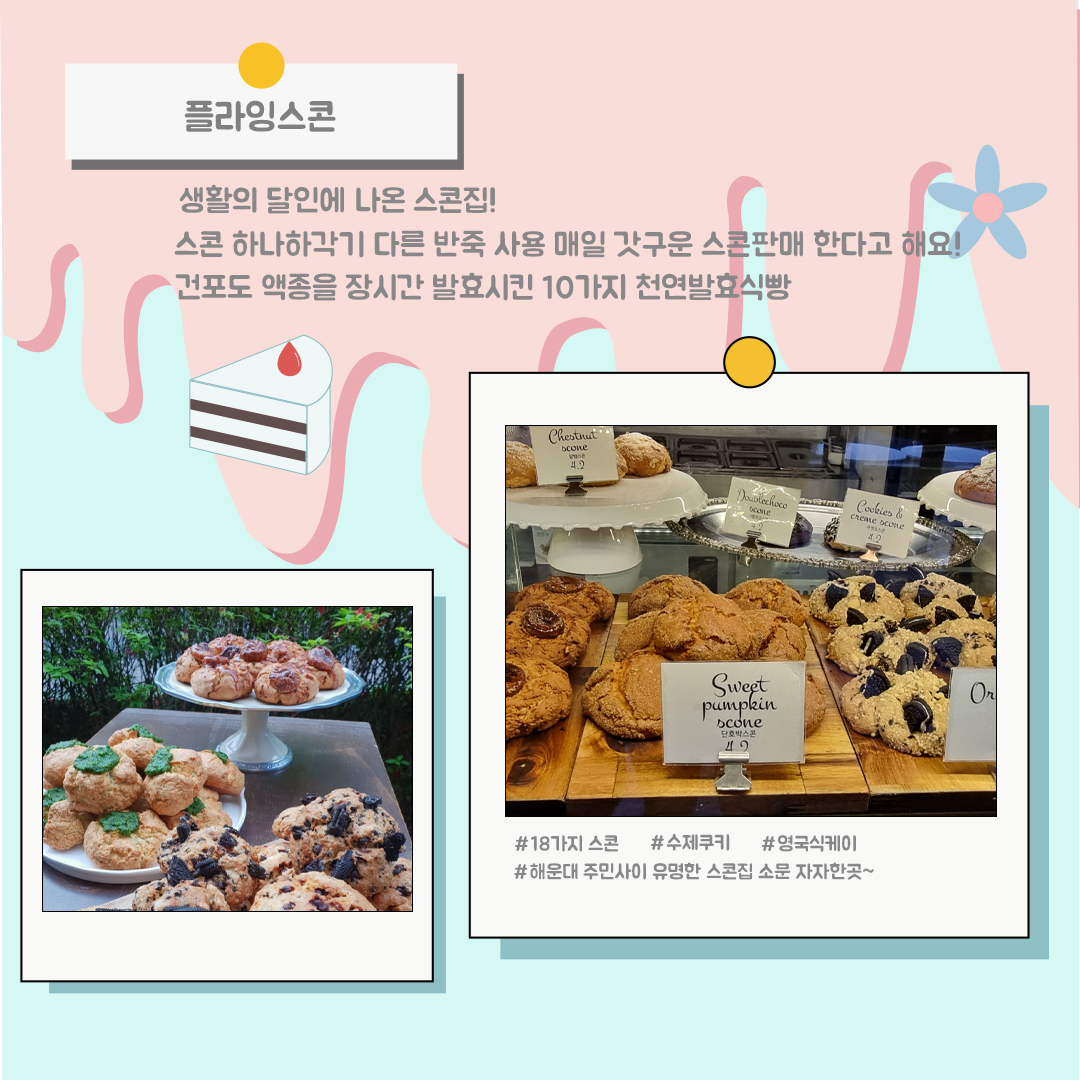 플라잉스콘
생활의 달인에 나온 스콘집!
스콘 하나하각기 다른 반죽 사용 매일 갓구운 스콘판매 한다고 해요!
건포도 액종을 장시간 발효시킨 10가지 천연발효식빵
Chestnut
scone
밤밤스콘
4.2
Doublechoco
scone
4.2
Cookies &
creme scone
4.2
Sweet
pumpkin
scone
단호박스콘
4.2
Or
#18가지 스콘 #수제쿠키 #영국식케이
#해운대 주민사이 유명한 스콘집 소문 자자한곳~